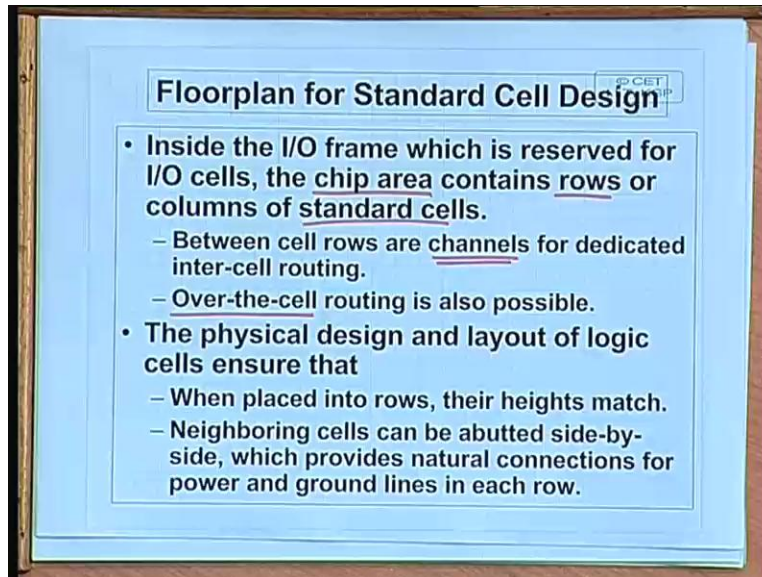 © CET
Floorplan for Standard Cell Design
• Inside the I/O frame which is reserved for
I/O cells, the chip area contains rows or
columns of standard cells.
– Between cell rows are channels for dedicated
inter-cell routing.
– Over-the-cell routing is also possible.
• The physical design and layout of logic
cells ensure that
– When placed into rows, their heights match.
– Neighboring cells can be abutted side-by-
side, which provides natural connections for
power and ground lines in each row.